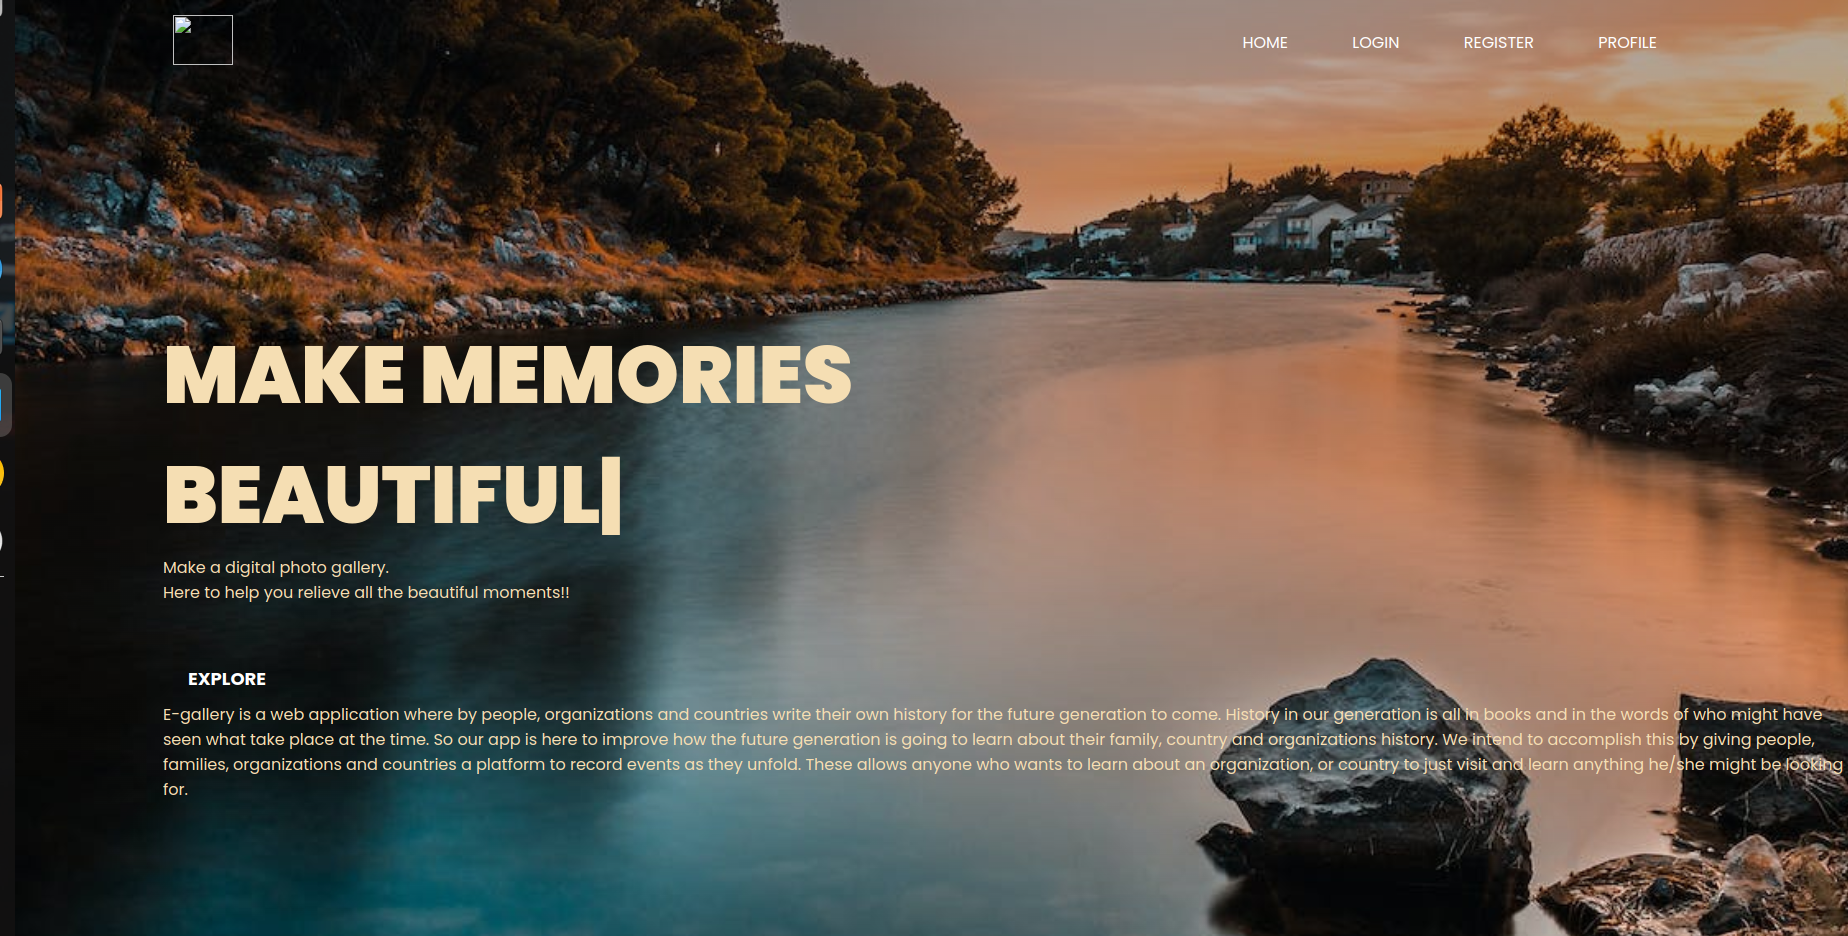 HOME LOGIN REGISTER PROFILE
MAKE MEMORIES
BEAUTIFUL|
Make a digital photo gallery.
Here to help you relieve all the beautiful moments!!
EXPLORE
E-gallery is a web application where by people, organizations and countries write their own history for the future generation to come. History in our generation is all in books and in the words of who might have
seen what take place at the time. So our app is here to improve how the future generation is going to learn about their family, country and organizations history. We intend to accomplish this by giving people,
families, organizations and countries a platform to record events as they unfold. These allows anyone who wants to learn about an organization, or country to just visit and learn anything he/she might be looking
for.